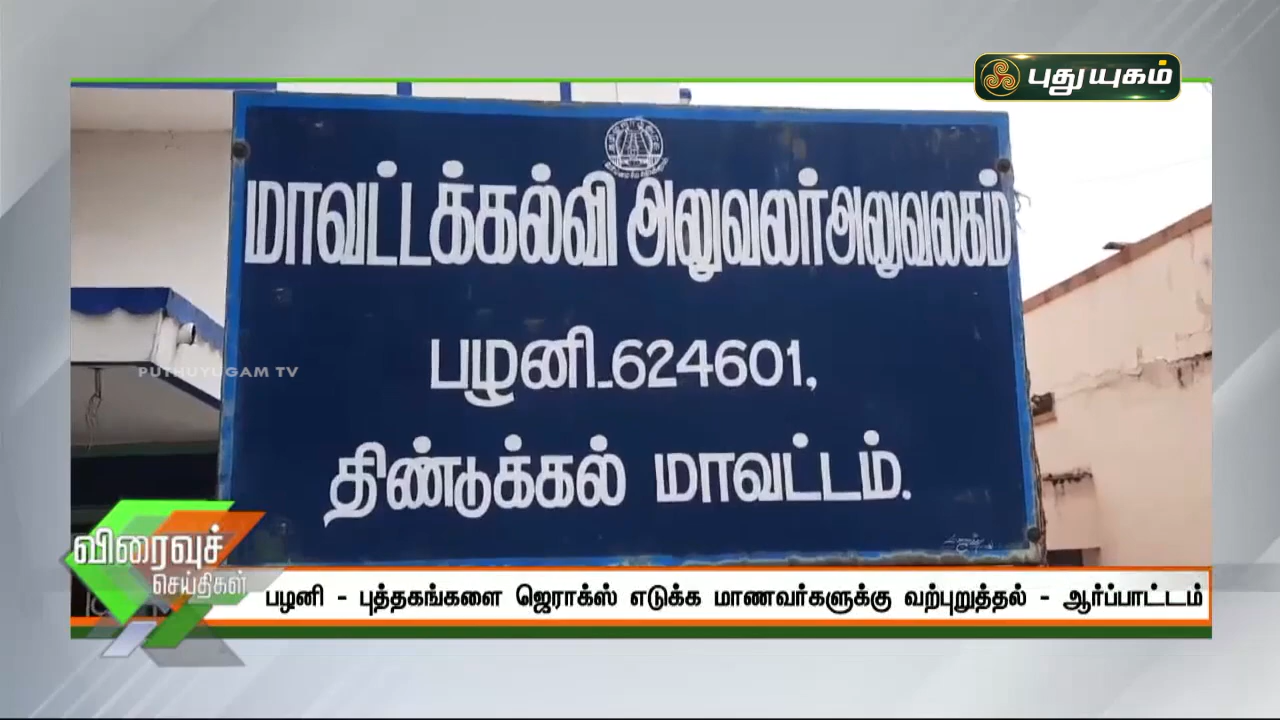 புதுயுகம்
மாவட்டக்கல்வி அலுவலர்அலுவலகம்
பழனி-624601,
PUTHUYUGAM TV
திண்டுக்கல் மாவட்டம்.
விரைவுச்
செய்திகள்
பழனி - புத்தகங்களை ஜெராக்ஸ் எடுக்க மாணவர்களுக்கு வற்புறுத்தல் - ஆர்ப்பாட்டம்